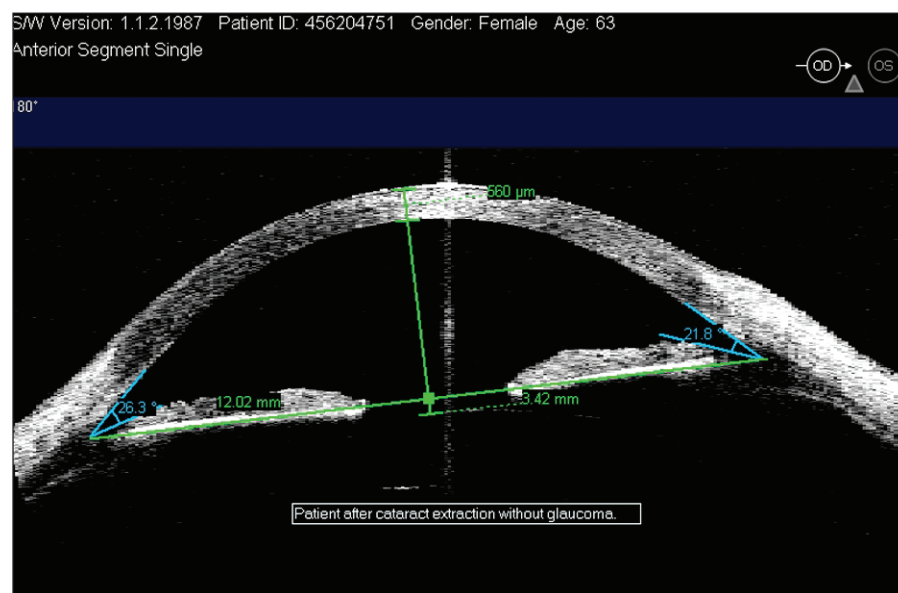 S/W Version: 1.1.2.1987 Patient ID: 456204751 Gender: Female Age: 63
Anterior Segment Single
OD OS
180°
560 µm
21.8 °
26.3 °
12.02 mm
3.42 mm
Patient after cataract extraction without glaucoma.